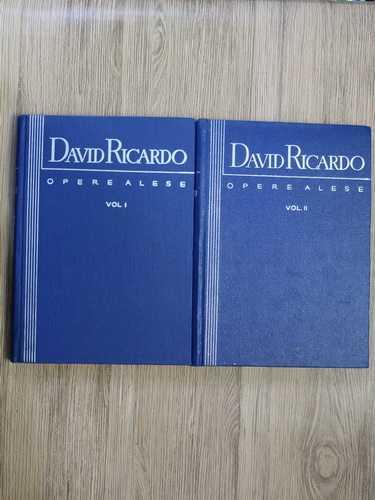 DAVID RICARDO
OPERE ALESE
VOL I
DAVID RICARDO
OPERE ALESE
VOL. II